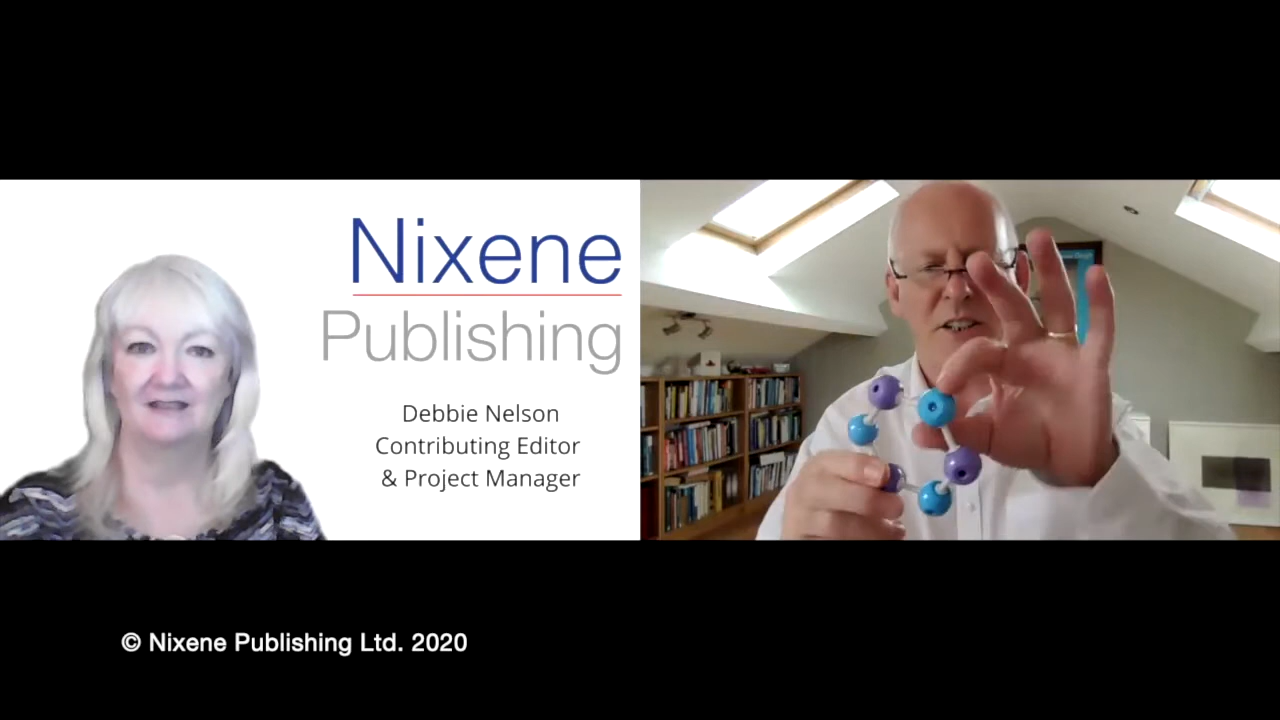 Nixene
Publishing
Debbie Nelson
Contributing Editor
& Project Manager
© Nixene Publishing Ltd. 2020